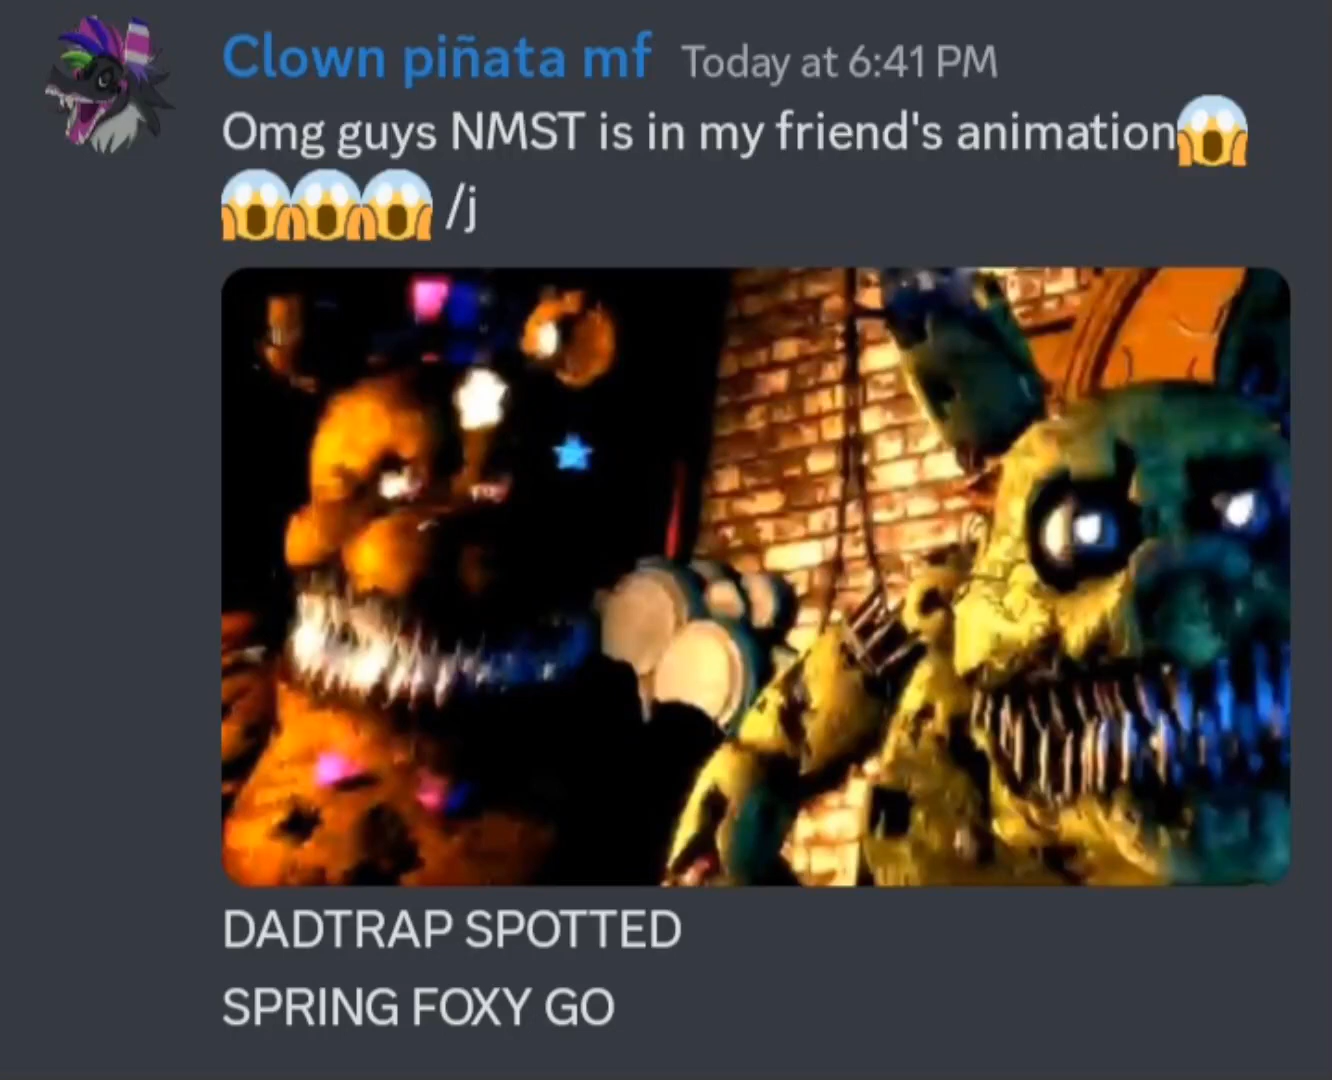 Clown piñata mf Today at 6:41 PM
Omg guys NMST is in my friend's animation😱
😱😱😱 /j
DADTRAP SPOTTED
SPRING FOXY GO